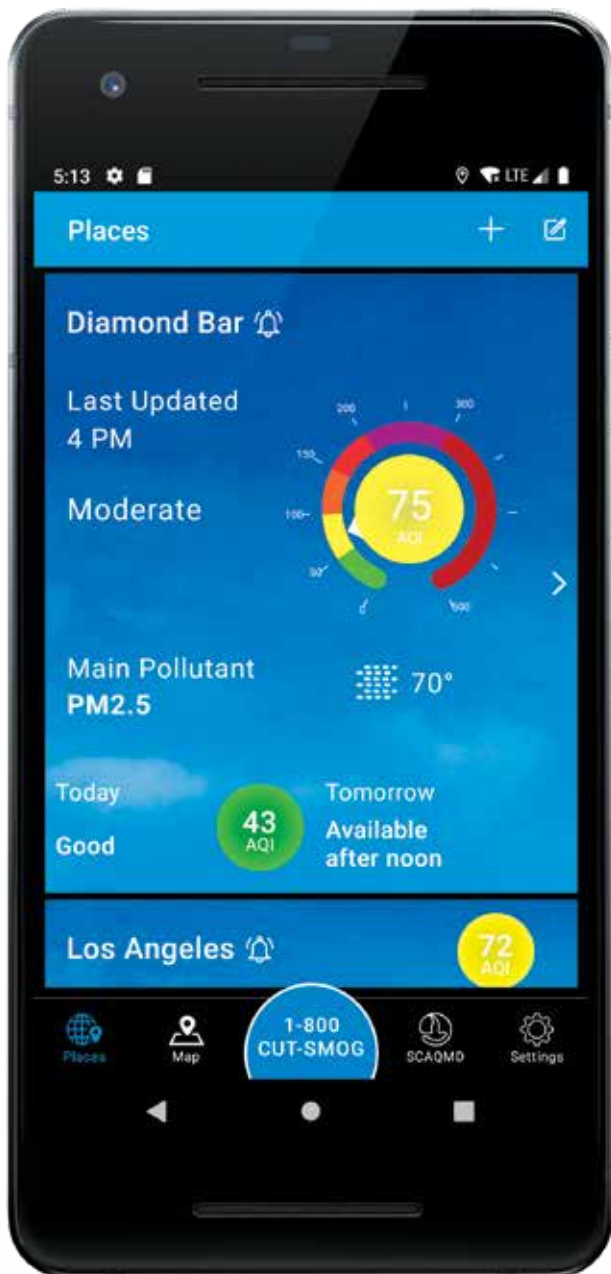 5:13 LTE
Places
Diamond Bar
Last Updated
4 PM
Moderate
0
50
100
150
200
300
500
75
AQI
Main Pollutant
PM2.5
70°
Today
Good
43
AQI
Tomorrow
Available
after noon
Los Angeles
72
AQI
Places
Map
1-800
CUT-SMOG
SCAQMD
Settings